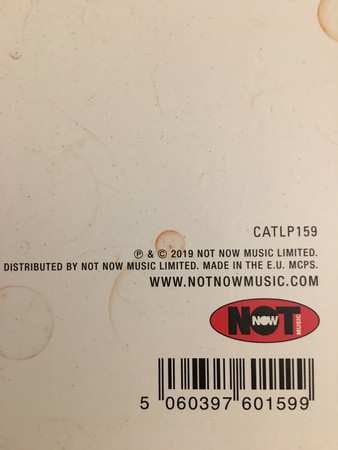 CATLP159
℗ & © 2019 NOT NOW MUSIC LIMITED.
DISTRIBUTED BY NOT NOW MUSIC LIMITED. MADE IN THE E.U. MCPS.
WWW.NOTNOWMUSIC.COM
NOT NOW MUSIC
5 060397 601599